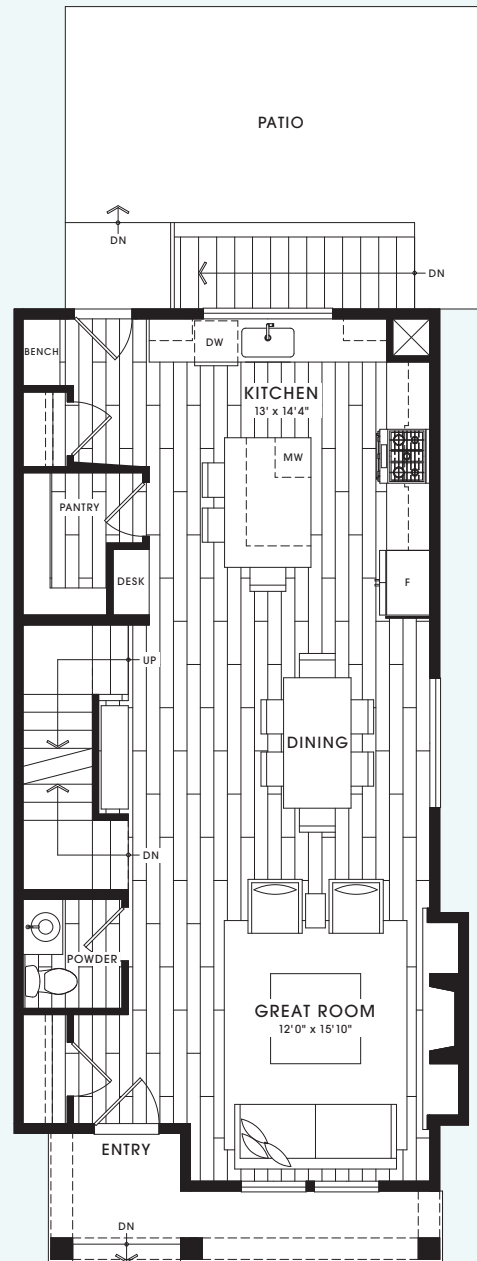 PATIO
DN
DN
BENCH
DW
KITCHEN
13' x 14'4"
MW
PANTRY
DESK
F
UP
DINING
DN
POWDER
GREAT ROOM
12'0" x 15'10"
ENTRY
DN